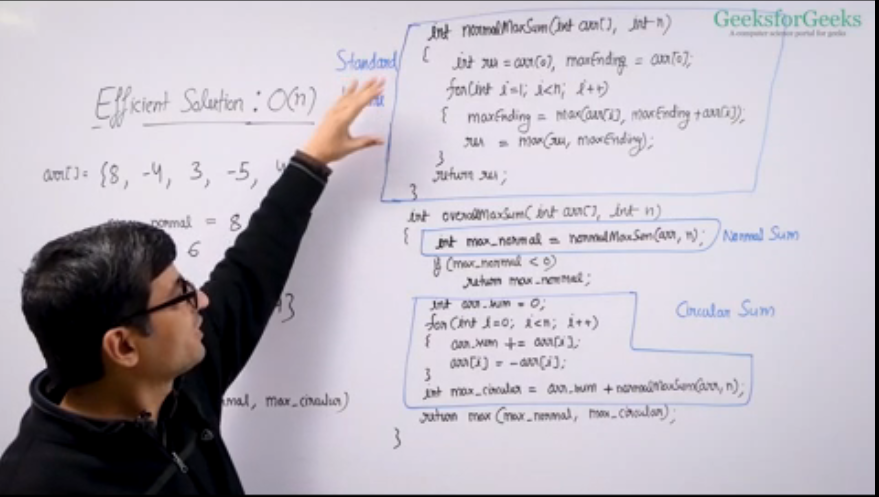 GeeksforGeeks
A computer science portal for geeks
Efficient Solution : O(n)
arr[] = {8, -4, 3, -5, 4
normal = 8
6
3
max_circular)
Standard
int normalMaxSum(int arr[], int n)
{ int res = arr[0], maxEnding = arr[0];
for(int i=1; i<n; i++)
{ maxEnding = max(arr[i], maxEnding + arr[i]);
res = max(res, maxEnding);
}
return res;
}
int overallMaxSum( int arr[], int n)
{ int max_normal = normalMaxSum(arr, n);
Normal Sum
if (max_normal < 0)
return max_normal;
int arr_sum = 0;
for(int i=0; i<n; i++)
{ arr_sum += arr[i];
arr[i] = -arr[i];
}
int max_circular = arr_sum + normalMaxSum(arr, n);
Circular Sum
return max (max_normal, max_circular);
}